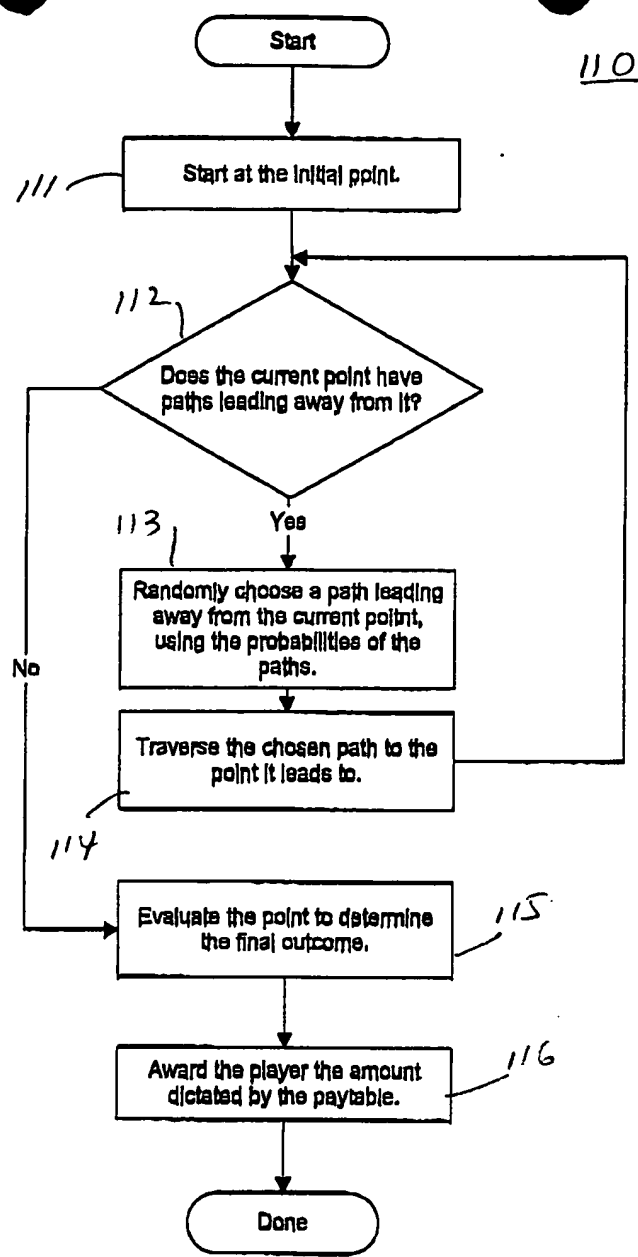 Start
110
Start at the initial point.
111
112
Does the current point have
paths leading away from it?
Yes
113
Randomly choose a path leading
away from the current point,
using the probabilities of the
paths.
No
Traverse the chosen path to the
point it leads to.
114
Evaluate the point to determine
the final outcome.
115
Award the player the amount
dictated by the paytable.
116
Done